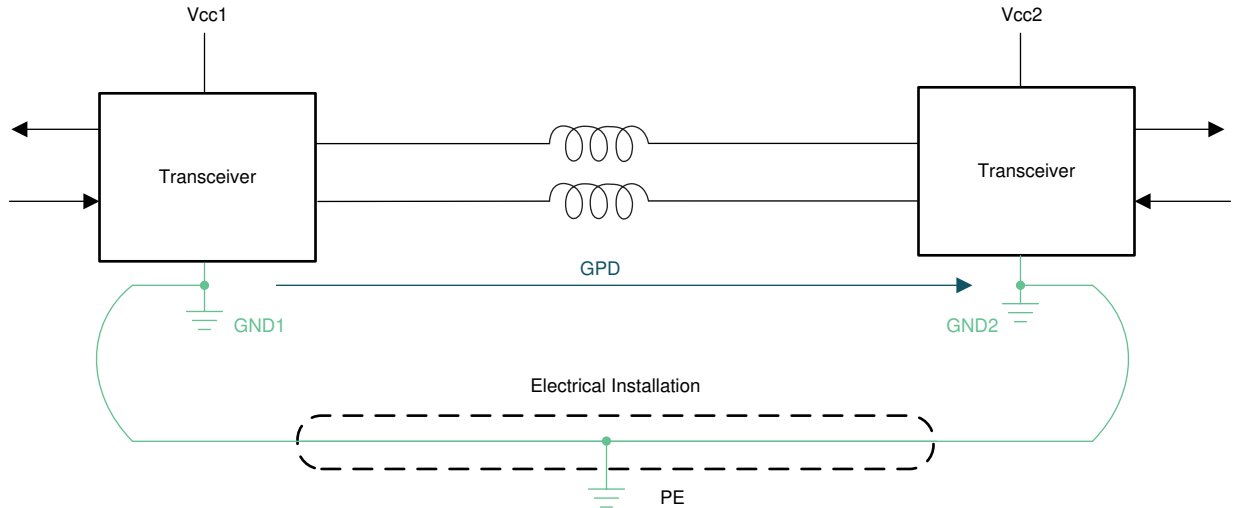 Vcc1
Vcc2
Transceiver
Transceiver
GPD
GND1
GND2
Electrical Installation
PE